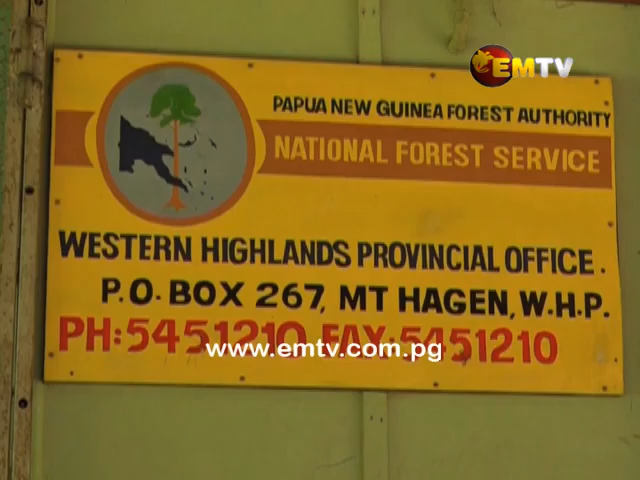 EMTV
PAPUA NEW GUINEA FOREST AUTHORITY
NATIONAL FOREST SERVICE
WESTERN HIGHLANDS PROVINCIAL OFFICE.
P.O. BOX 267, MT HAGEN, W.H.P.
PH:5451210 FAX:5451210
www.emtv.com.pg